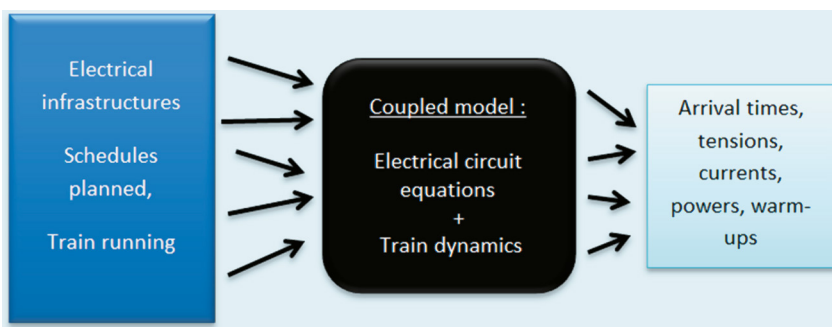 Electrical
infrastructures
Schedules
planned,
Train running
Coupled model :
Electrical circuit
equations
+
Train dynamics
Arrival times,
tensions,
currents,
powers, warm-
ups